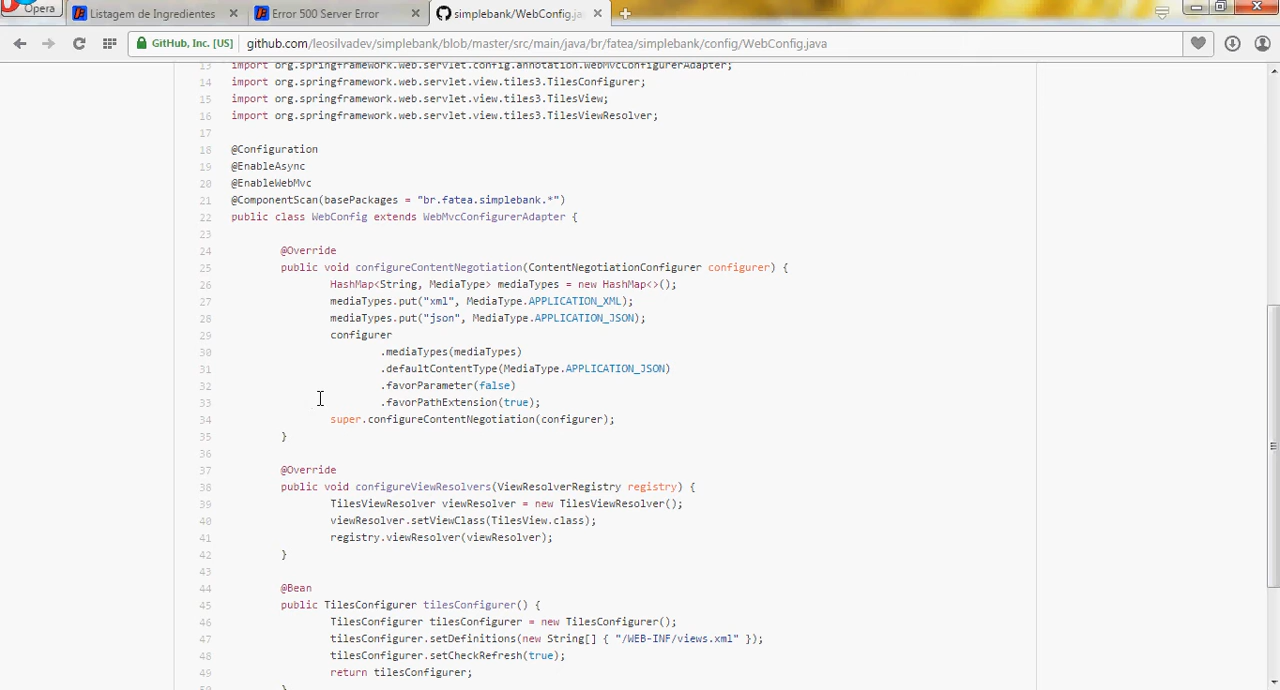 Opera
Listagem de Ingredientes
Error 500 Server Error
simplebank/WebConfig.ja
GitHub, Inc. [US]
github.com/leosilvadev/simplebank/blob/master/src/main/java/br/fatea/simplebank/config/WebConfig.java
13 import org.springframework.web.servlet.config.annotation.WebMvcConfigurerAdapter;
14 import org.springframework.web.servlet.view.tiles3.TilesConfigurer;
15 import org.springframework.web.servlet.view.tiles3.TilesView;
16 import org.springframework.web.servlet.view.tiles3.TilesViewResolver;
17
18 @Configuration
19 @EnableAsync
20 @EnableWebMvc
21 @ComponentScan(basePackages = "br.fatea.simplebank.*")
22 public class WebConfig extends WebMvcConfigurerAdapter {
23
24 @Override
25 public void configureContentNegotiation(ContentNegotiationConfigurer configurer) {
26 HashMap<String, MediaType> mediaTypes = new HashMap<>();
27 mediaTypes.put("xml", MediaType.APPLICATION_XML);
28 mediaTypes.put("json", MediaType.APPLICATION_JSON);
29 configurer
30 .mediaTypes(mediaTypes)
31 .defaultContentType(MediaType.APPLICATION_JSON)
32 .favorParameter(false)
33 .favorPathExtension(true);
34 super.configureContentNegotiation(configurer);
35 }
36
37 @Override
38 public void configureViewResolvers(ViewResolverRegistry registry) {
39 TilesViewResolver viewResolver = new TilesViewResolver();
40 viewResolver.setViewClass(TilesView.class);
41 registry.viewResolver(viewResolver);
42 }
43
44 @Bean
45 public TilesConfigurer tilesConfigurer() {
46 TilesConfigurer tilesConfigurer = new TilesConfigurer();
47 tilesConfigurer.setDefinitions(new String[] { "/WEB-INF/views.xml" });
48 tilesConfigurer.setCheckRefresh(true);
49 return tilesConfigurer;
50 }